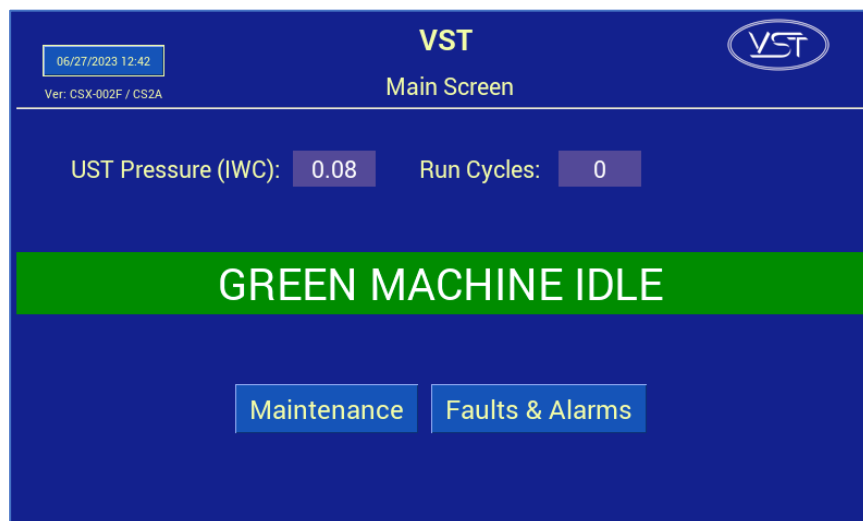 VST
06/27/2023 12:42
Main Screen
Ver: CSX-002F / CS2A
VST
UST Pressure (IWC): 0.08 Run Cycles: 0
GREEN MACHINE IDLE
Maintenance Faults & Alarms